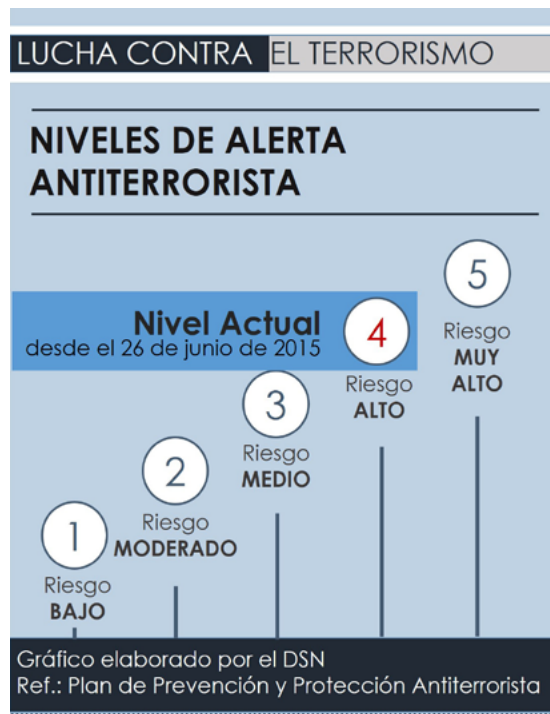 LUCHA CONTRA EL TERRORISMO
NIVELES DE ALERTA
ANTITERRORISTA
5
Riesgo
MUY
ALTO
Nivel Actual
desde el 26 de junio de 2015
4
Riesgo
ALTO
3
Riesgo
MEDIO
2
Riesgo
MODERADO
1
Riesgo
BAJO
Gráfico elaborado por el DSN
Ref.: Plan de Prevención y Protección Antiterrorista